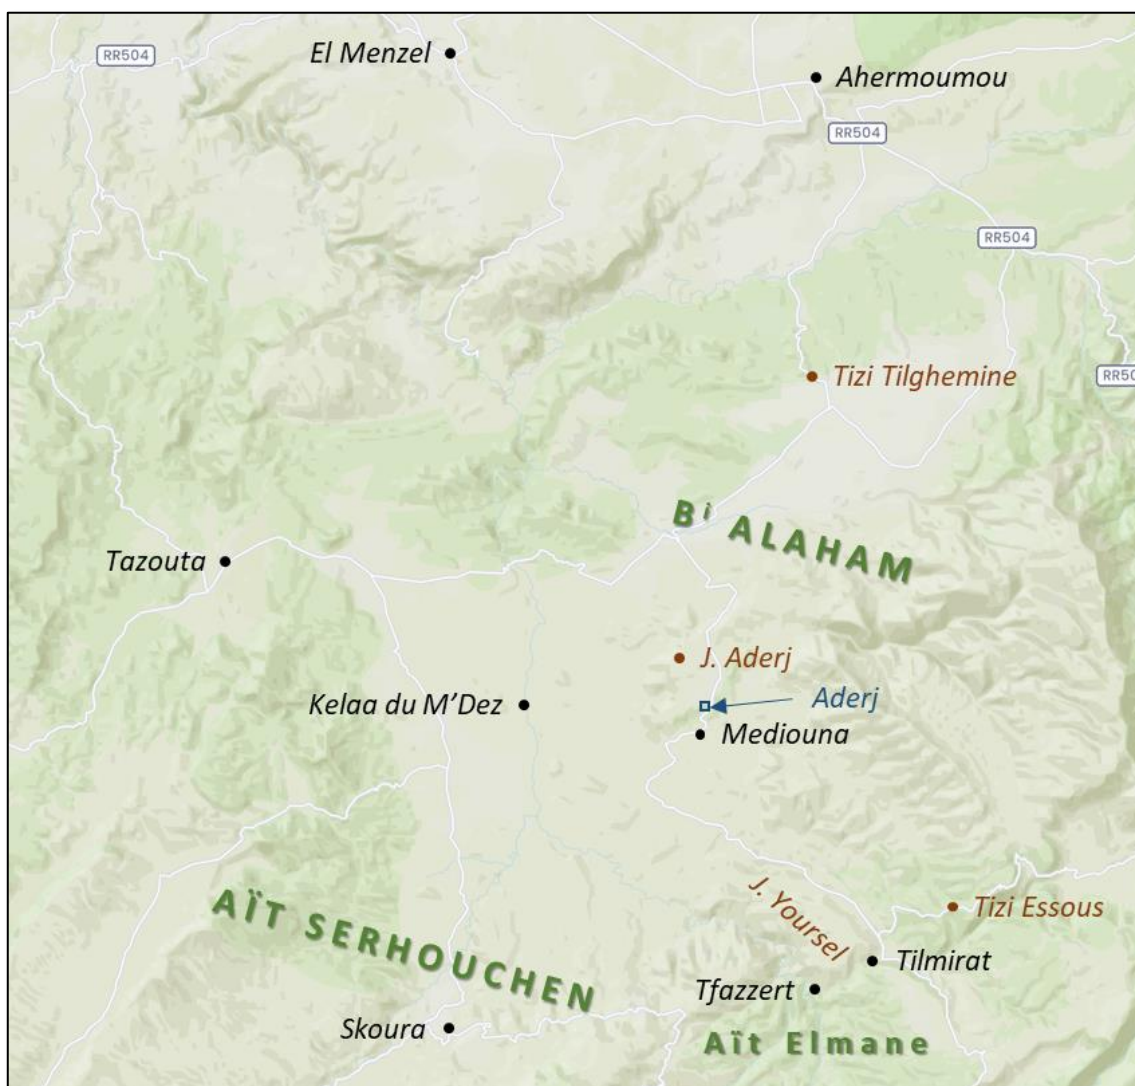 RR504
El Menzel
Ahermoumou
RR504
RR504
Tizi Tilghemine
RR50
Bⁱ ALAHAM
Tazouta
J. Aderj
Kelaa du M’Dez
Aderj
Mediouna
AÏT SERHOUCHEN
J. Yoursel
Tizi Essous
Tilmirat
Tfazzert
Skoura
Aït Elmane